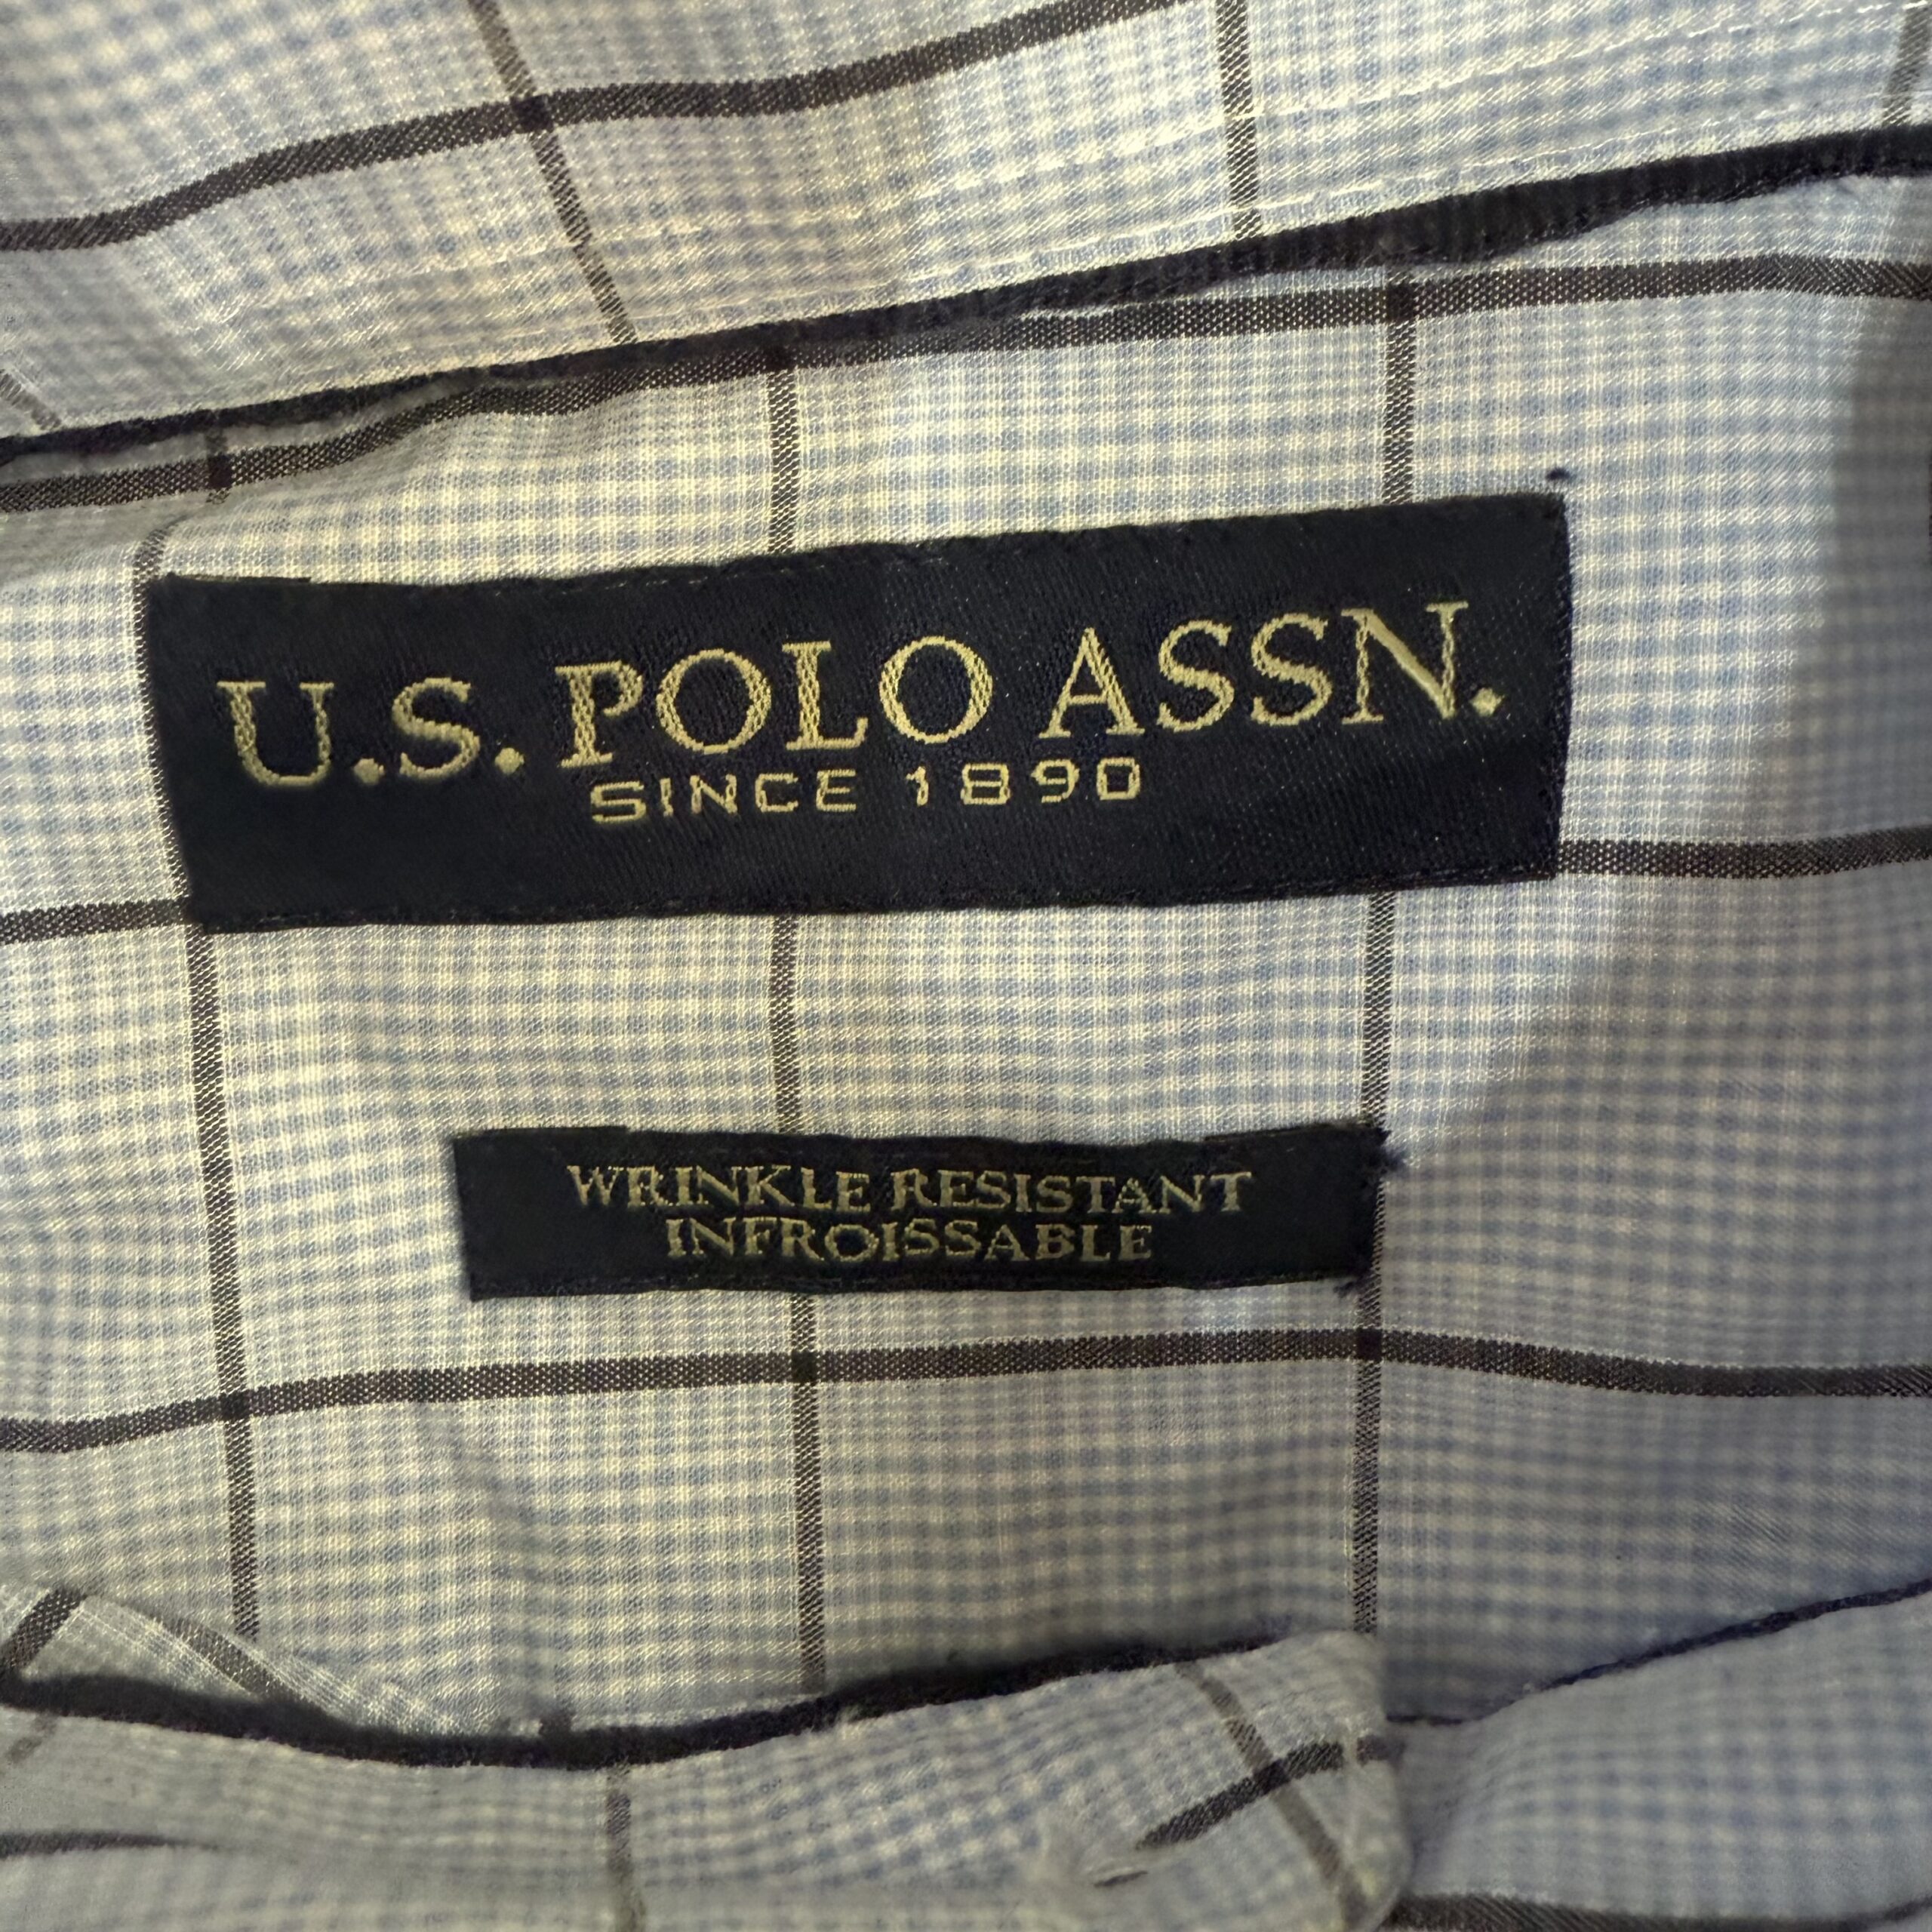 U.S. POLO ASSN.
SINCE 1890
WRINKLE RESISTANT
INFROISSABLE